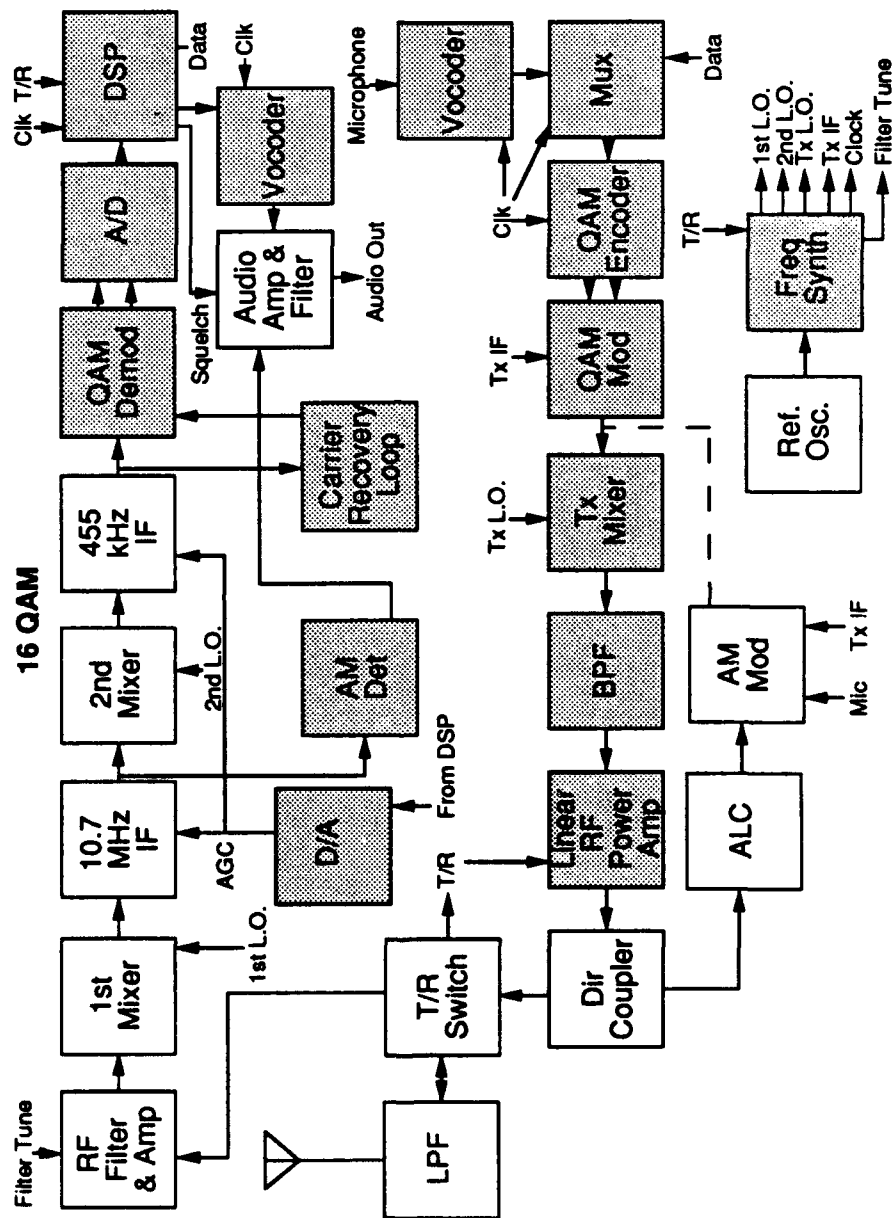 16 QAM
Filter Tune
RF
Filter
& Amp
1st
Mixer
1st L.O.
10.7
MHz
IF
AGC
2nd
Mixer
2nd L.O.
455
kHz
IF
QAM
Demod
A/D
Clk
T/R
DSP
Data
Clk
Vocoder
Squelch
Audio
Amp &
Filter
Audio Out
Carrier
Recovery
Loop
AM
Det
D/A
From DSP
LPF
T/R
Switch
T/R
Dir
Coupler
Linear
RF
Power
Amp
BPF
Tx L.O.
Tx
Mixer
Tx IF
QAM
Mod
Clk
QAM
Encoder
Microphone
Vocoder
Mux
Data
ALC
AM
Mod
Mic
Tx IF
Ref.
Osc.
T/R
Freq
Synth
1st L.O.
2nd L.O.
Tx L.O.
Tx IF
Clock
Filter Tune